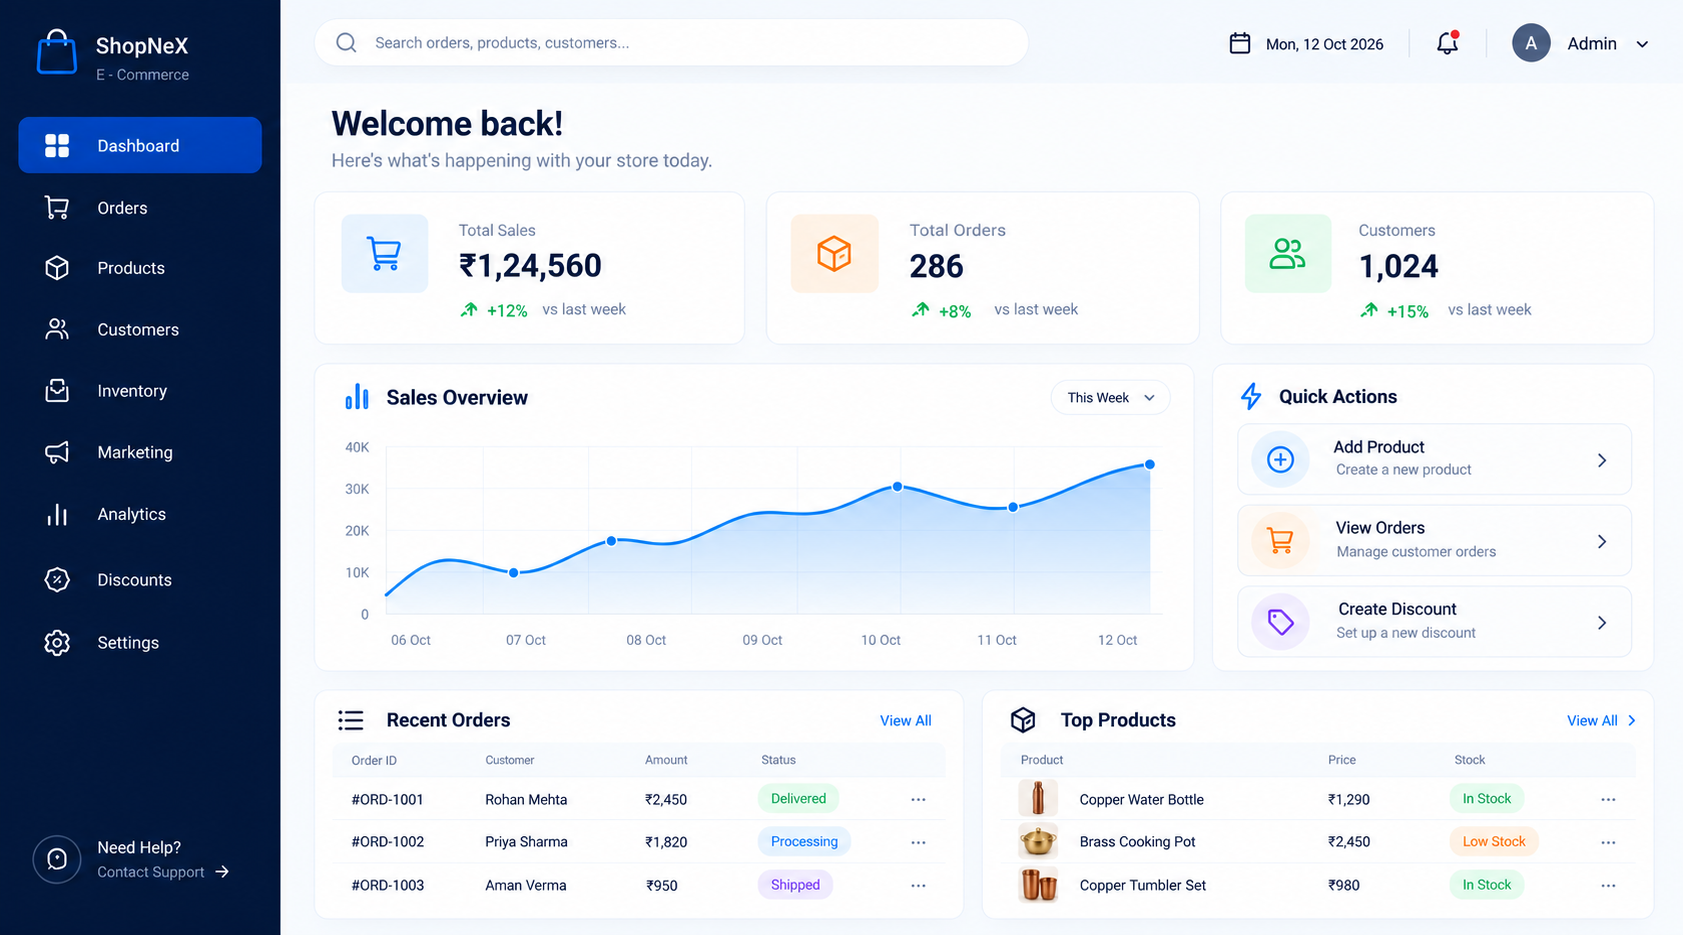 ShopNeX
E - Commerce
Dashboard
Orders
Products
Customers
Inventory
Marketing
Analytics
Discounts
Settings
Need Help?
Contact Support →
Search orders, products, customers...
Mon, 12 Oct 2026
A
Admin
Welcome back!
Here's what's happening with your store today.
Total Sales
₹1,24,560
+12% vs last week
Total Orders
286
+8% vs last week
Customers
1,024
+15% vs last week
Sales Overview
This Week
40K
30K
20K
10K
0
06 Oct 07 Oct 08 Oct 09 Oct 10 Oct 11 Oct 12 Oct
Quick Actions
Add Product
Create a new product
View Orders
Manage customer orders
Create Discount
Set up a new discount
Recent Orders
View All
Order ID Customer Amount Status
#ORD-1001 Rohan Mehta ₹2,450 Delivered ...
#ORD-1002 Priya Sharma ₹1,820 Processing ...
#ORD-1003 Aman Verma ₹950 Shipped ...
Top Products
View All >
Product Price Stock
Copper Water Bottle ₹1,290 In Stock ...
Brass Cooking Pot ₹2,450 Low Stock ...
Copper Tumbler Set ₹980 In Stock ...